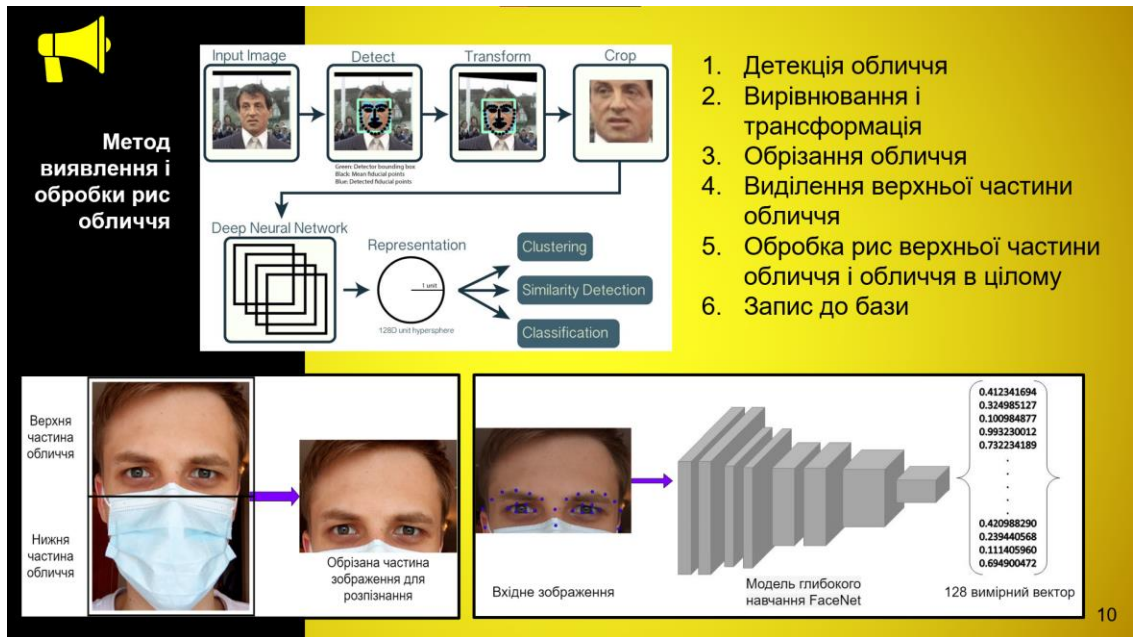 Метод
виявлення і
обробки рис
обличчя
Input Image
Detect
Transform
Crop
Green: Detector bounding box
Black: Mean fiducial points
Blue: Detected fiducial points
Deep Neural Network
Representation
1 unit
128D unit hypersphere
Clustering
Similarity Detection
Classification
1. Детекція обличчя
2. Вирівнювання і
трансформація
3. Обрізання обличчя
4. Виділення верхньої частини
обличчя
5. Обробка рис верхньої частини
обличчя і обличчя в цілому
6. Запис до бази
Верхня
частина
обличчя
Нижня
частина
обличчя
Обрізана частина
зображення для
розпізнання
Вхідне зображення
Модель глибокого
навчання FaceNet
0.412341694
0.324985127
0.100984877
0.993230012
0.732234189
.
.
.
.
.
0.420988290
0.239440568
0.111405960
0.694900472
128 вимірний вектор
10